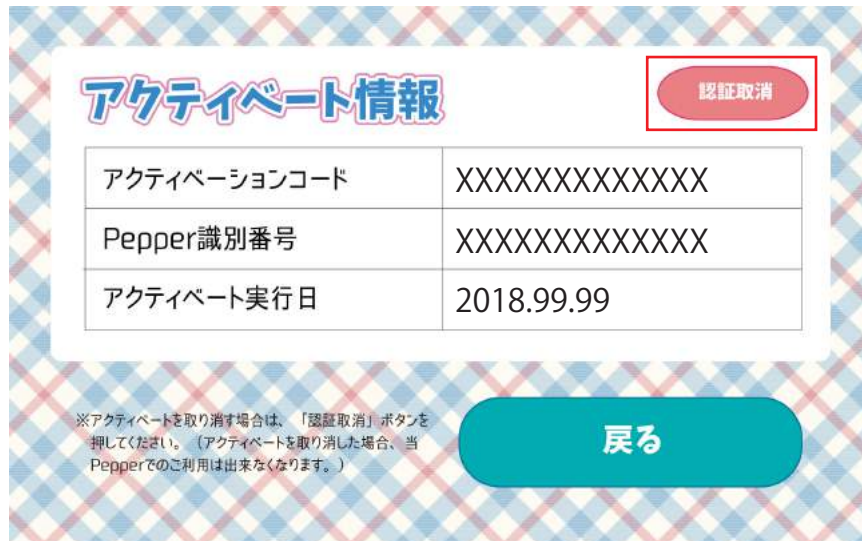 アクティベート情報
認証取消
アクティベーションコード XXXXXXXXXXXXX
Pepper識別番号 XXXXXXXXXXXXX
アクティベート実行日 2018.99.99
※アクティベートを取り消す場合は、「認証取消」ボタンを
押してください。（アクティベートを取り消した場合、当
Pepperでのご利用は出来なくなります。）
戻る